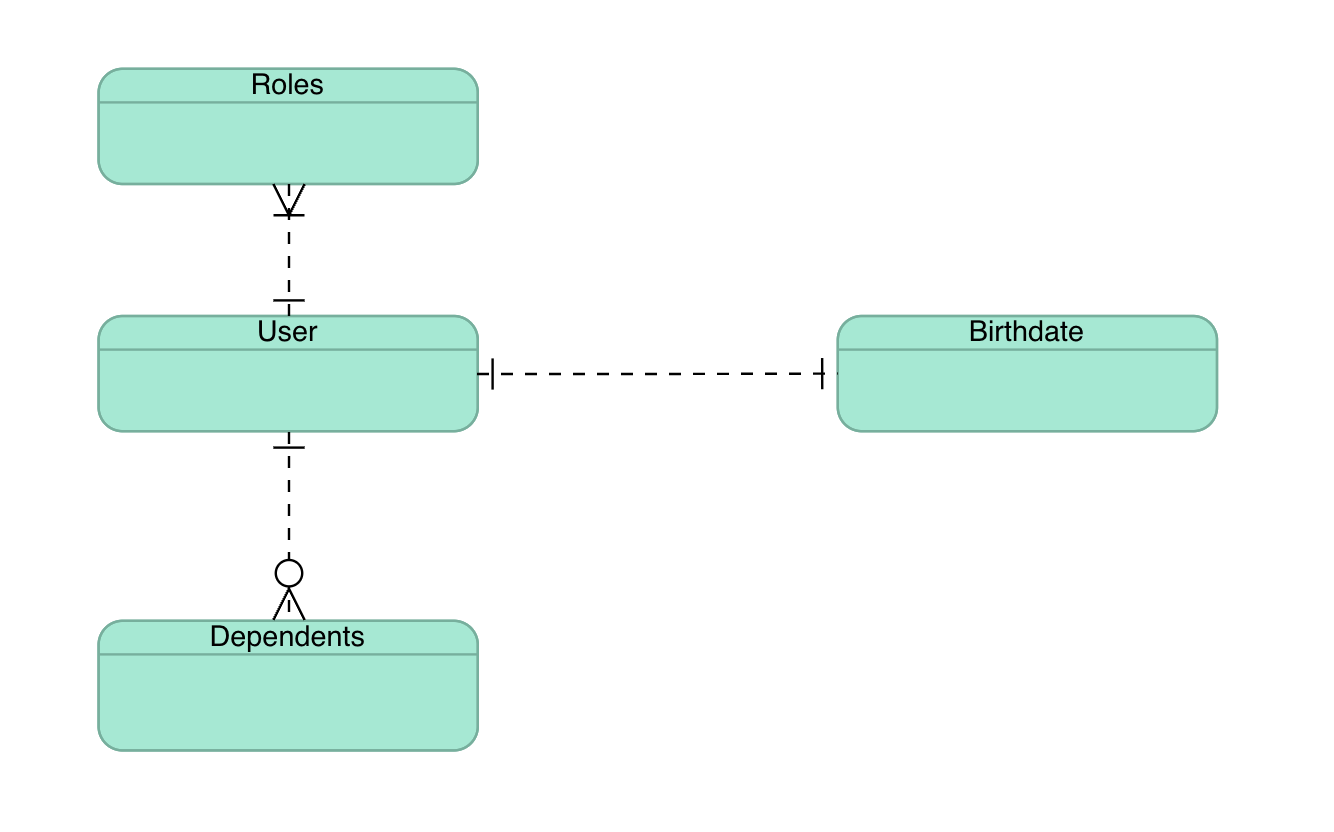 Roles
User
Birthdate
Dependents